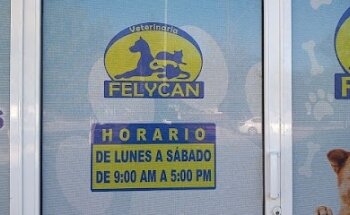 Veterinaria
FELYCAN
HORARIO
DE LUNES A SÁBADO
DE 9:00 AM A 5:00 PM